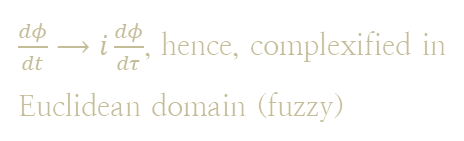 dϕ/dt ⟶ i dϕ/dτ, hence, complexified in
Euclidean domain (fuzzy)